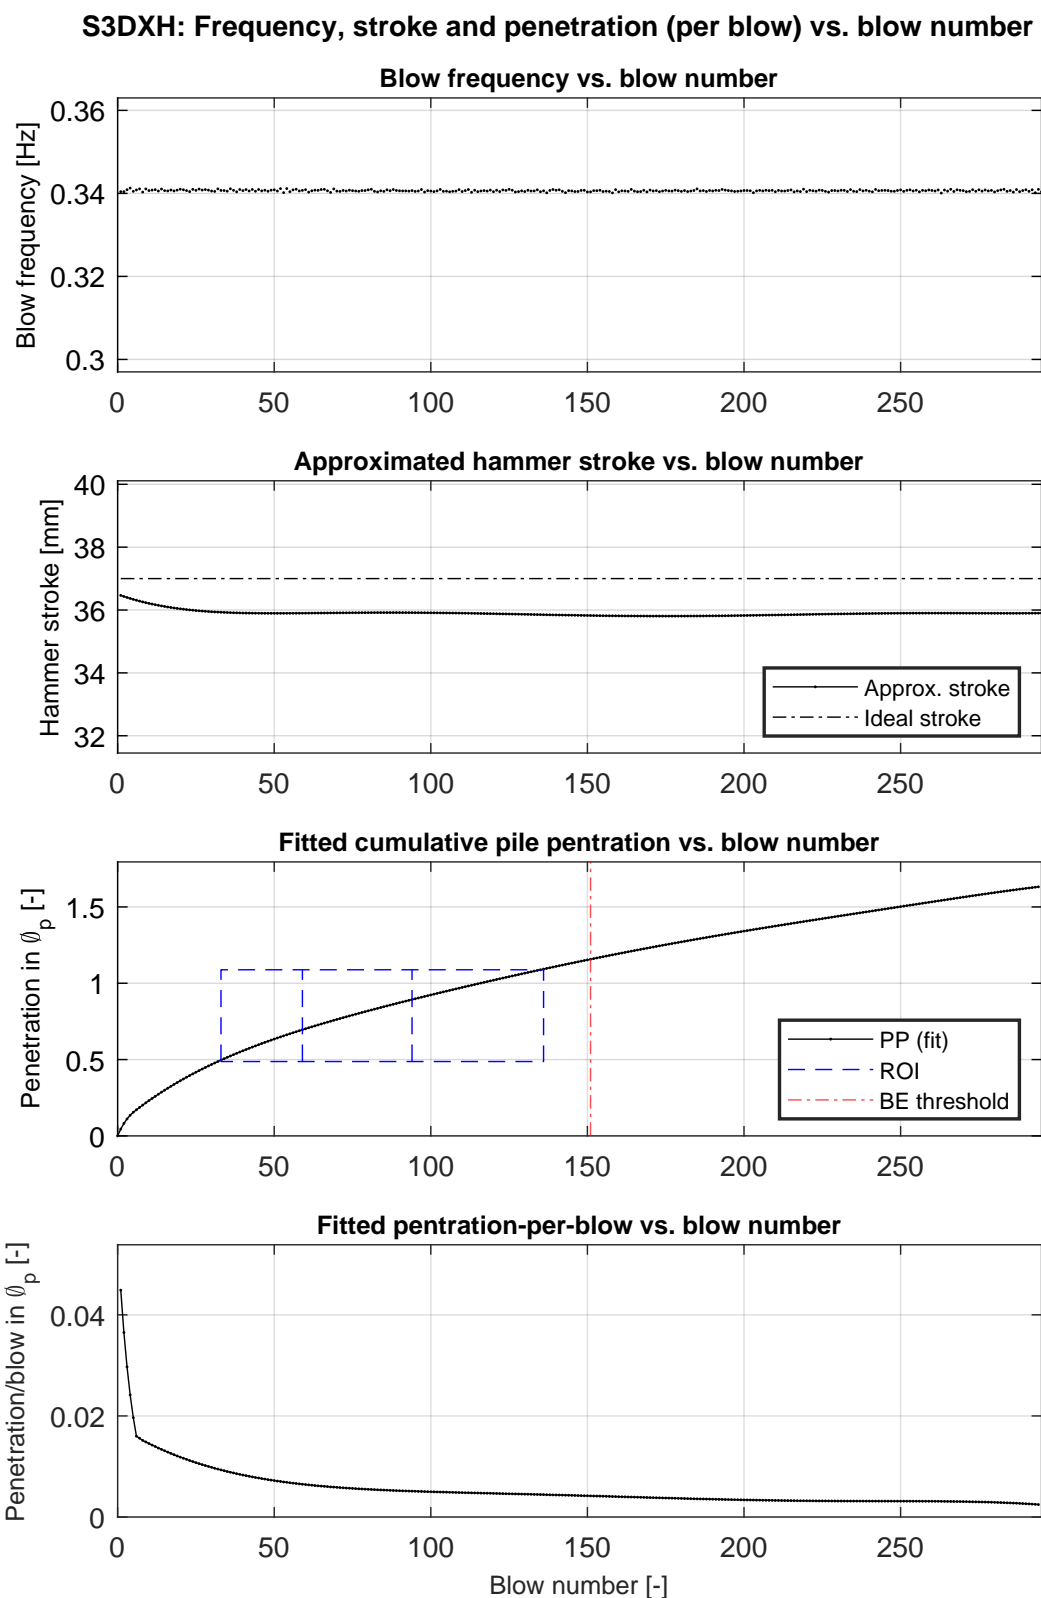 S3DXH: Frequency, stroke and penetration (per blow) vs. blow number
Blow frequency vs. blow number
Blow frequency [Hz]
0.36
0.34
0.32
0.3
0 50 100 150 200 250
Approximated hammer stroke vs. blow number
Hammer stroke [mm]
40
38
36
34
32
Approx. stroke
Ideal stroke
0 50 100 150 200 250
Fitted cumulative pile pentration vs. blow number
Penetration in ∅p [-]
1.5
1
0.5
0
PP (fit)
ROI
BE threshold
0 50 100 150 200 250
Fitted pentration-per-blow vs. blow number
Penetration/blow in ∅p [-]
0.04
0.02
0
0 50 100 150 200 250
Blow number [-]